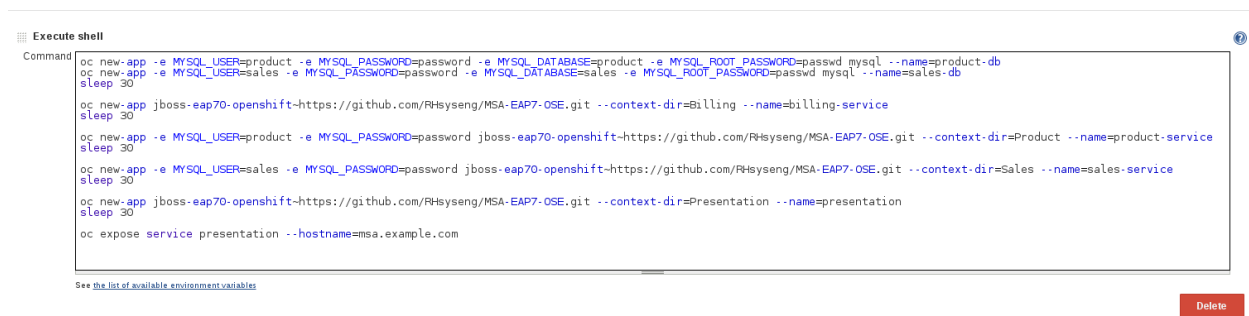 Execute shell
Command
oc new-app -e MYSQL_USER=product -e MYSQL_PASSWORD=password -e MYSQL_DATABASE=product -e MYSQL_ROOT_PASSWORD=passwd mysql --name=product-db
oc new-app -e MYSQL_USER=sales -e MYSQL_PASSWORD=password -e MYSQL_DATABASE=sales -e MYSQL_ROOT_PASSWORD=passwd mysql --name=sales-db
sleep 30
oc new-app jboss-eap70-openshift~https://github.com/RHsyseng/MSA-EAP7-OSE.git --context-dir=Billing --name=billing-service
sleep 30
oc new-app -e MYSQL_USER=product -e MYSQL_PASSWORD=password jboss-eap70-openshift~https://github.com/RHsyseng/MSA-EAP7-OSE.git --context-dir=Product --name=product-service
sleep 30
oc new-app -e MYSQL_USER=sales -e MYSQL_PASSWORD=password jboss-eap70-openshift~https://github.com/RHsyseng/MSA-EAP7-OSE.git --context-dir=Sales --name=sales-service
sleep 30
oc new-app jboss-eap70-openshift~https://github.com/RHsyseng/MSA-EAP7-OSE.git --context-dir=Presentation --name=presentation
sleep 30
oc expose service presentation --hostname=msa.example.com
See the list of available environment variables
Delete